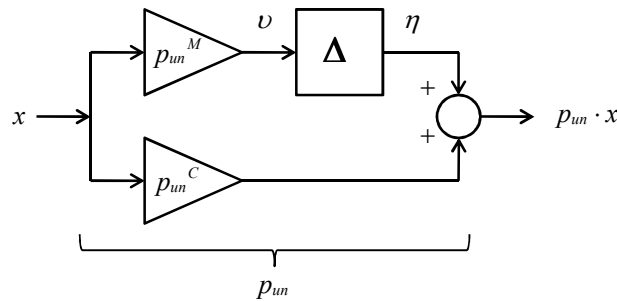 υ
η
p_un^M
Δ
+
x
p_un · x
+
p_un^C
p_un